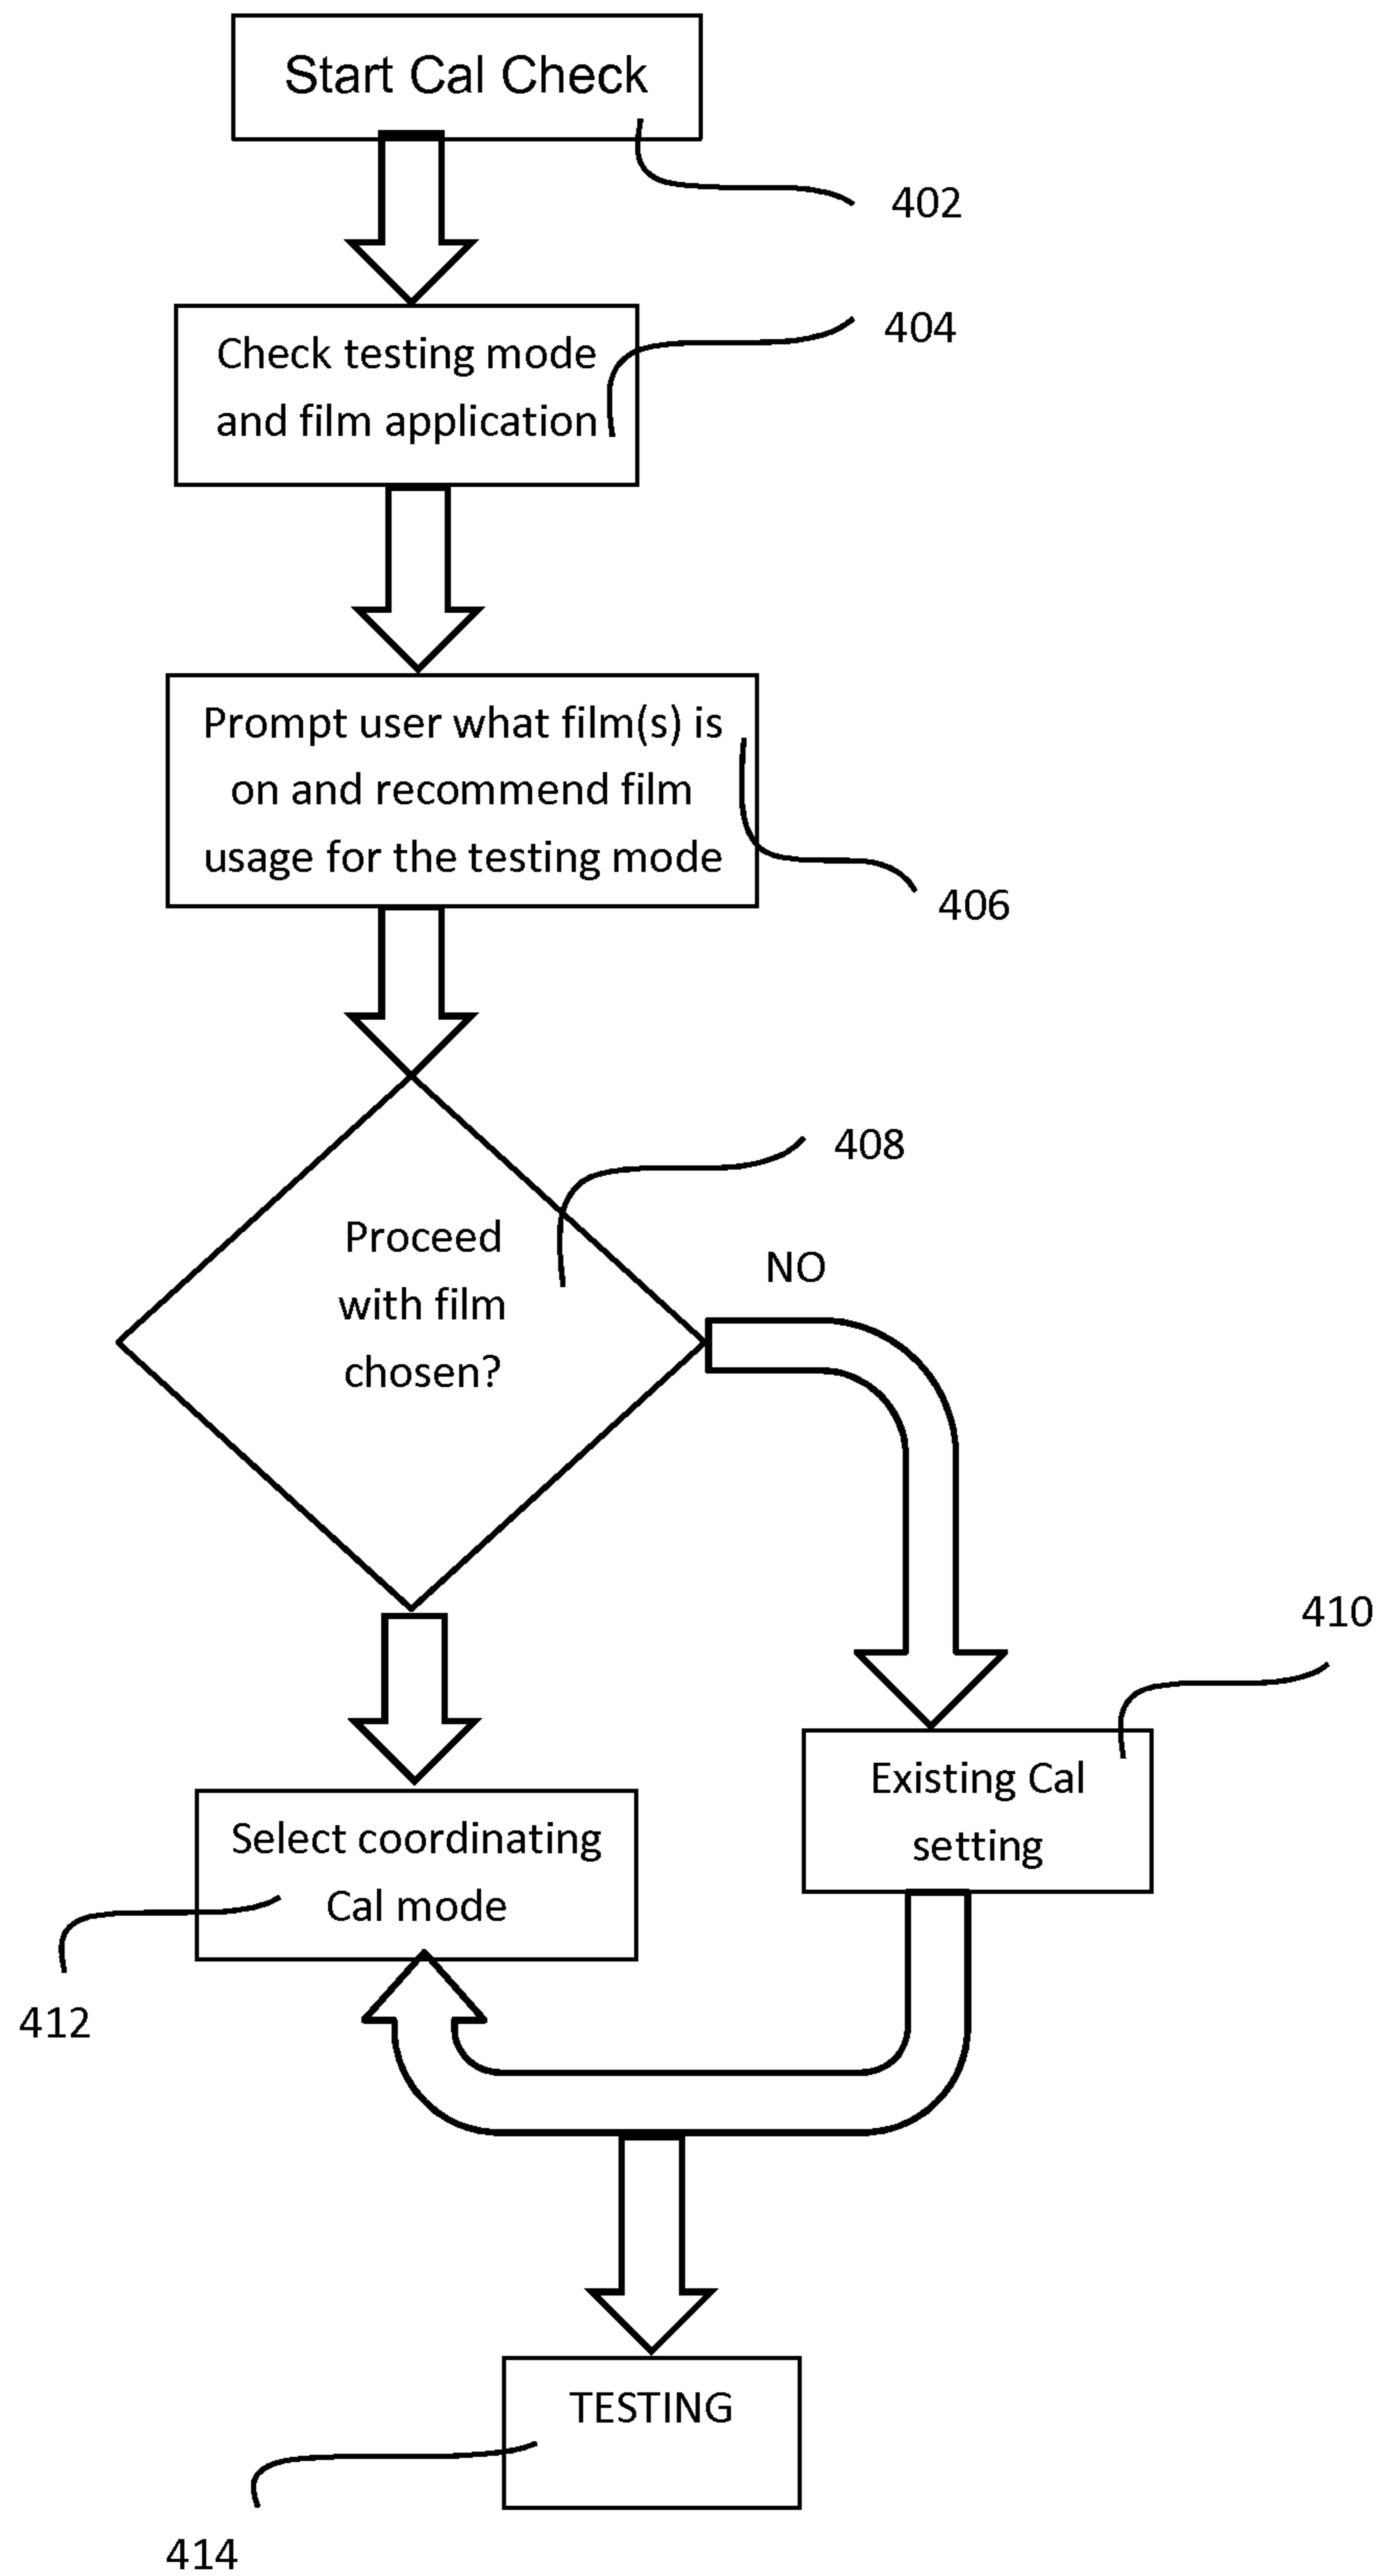 Start Cal Check
402
404
Check testing mode
and film application
Prompt user what film(s) is
on and recommend film
usage for the testing mode
406
408
Proceed
with film
chosen?
NO
410
Existing Cal
setting
Select coordinating
Cal mode
412
TESTING
414